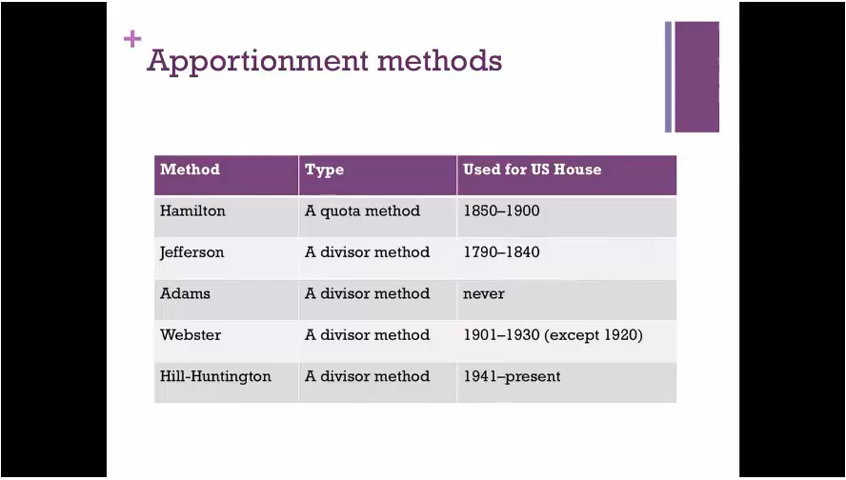 +
Apportionment methods
Method Type Used for US House
Hamilton A quota method 1850–1900
Jefferson A divisor method 1790–1840
Adams A divisor method never
Webster A divisor method 1901–1930 (except 1920)
Hill-Huntington A divisor method 1941–present